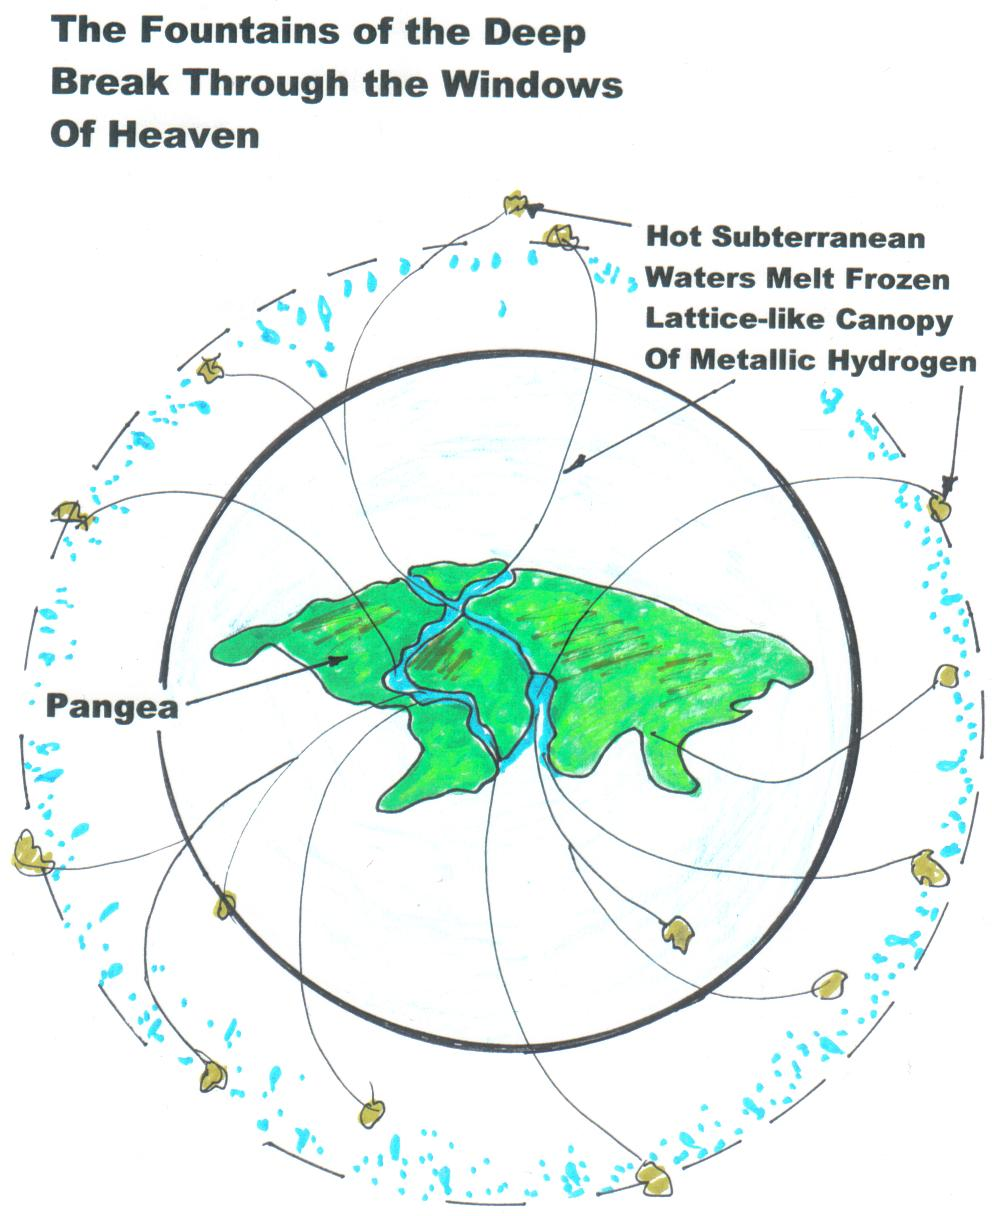 The Fountains of the Deep
Break Through the Windows
Of Heaven
Hot Subterranean
Waters Melt Frozen
Lattice-like Canopy
Of Metallic Hydrogen
Pangea